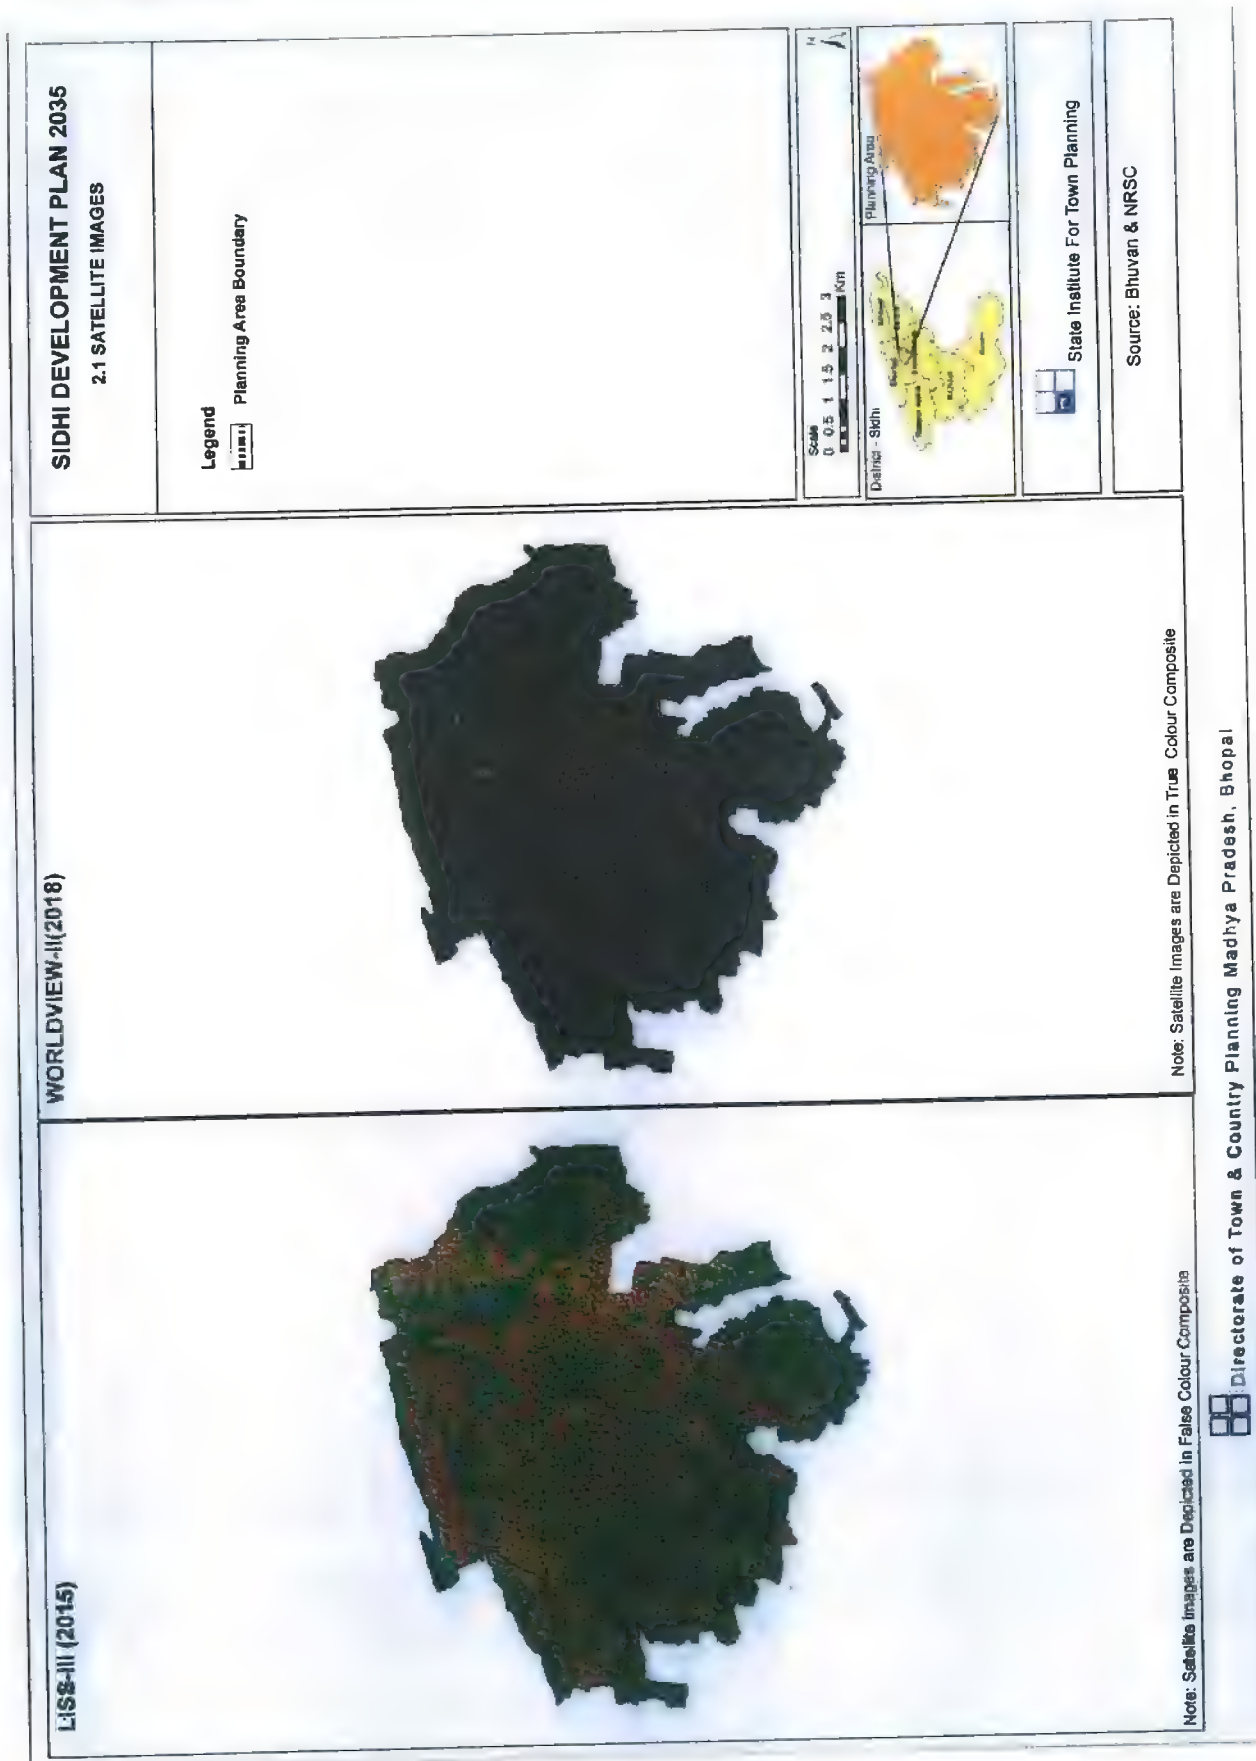 SIDHI DEVELOPMENT PLAN 2035
2.1 SATELLITE IMAGES
LISS-III (2015)
WORLDVIEW-II(2018)
Legend
Planning Area Boundary
N
Scale
0 0.5 1 1.5 2 2.5 3
Km
District - Sidhi
Planning Area
State Institute For Town Planning
Source: Bhuvan & NRSC
Note: Satellite Images are Depicted in False Colour Composite
Note: Satellite Images are Depicted in True Colour Composite
Directorate of Town & Country Planning Madhya Pradesh, Bhopal